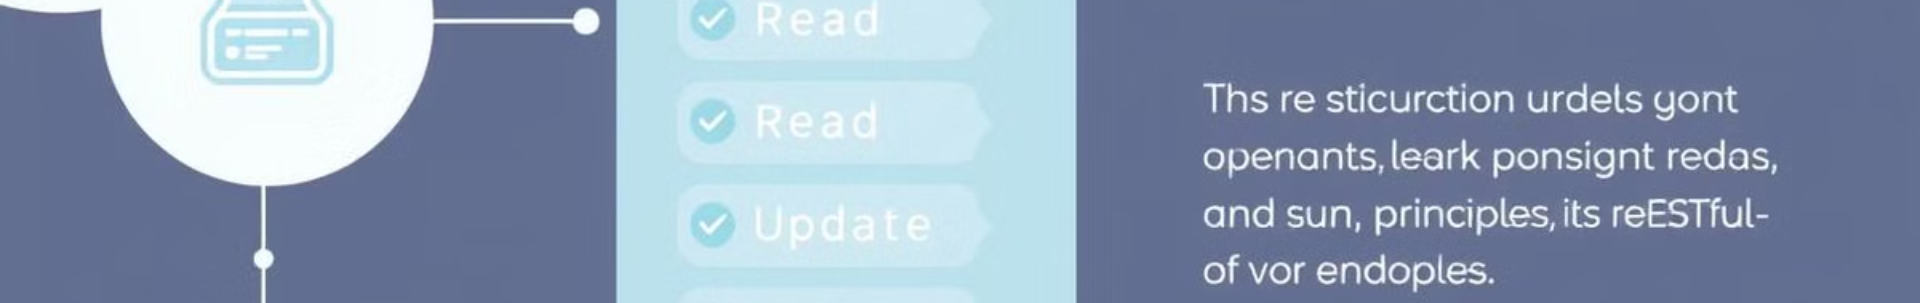 Read
Read
Update
Ths re sticurction urdels yont
openants, leark ponsignt redas,
and sun, principles, its reESTful-
of vor endoples.